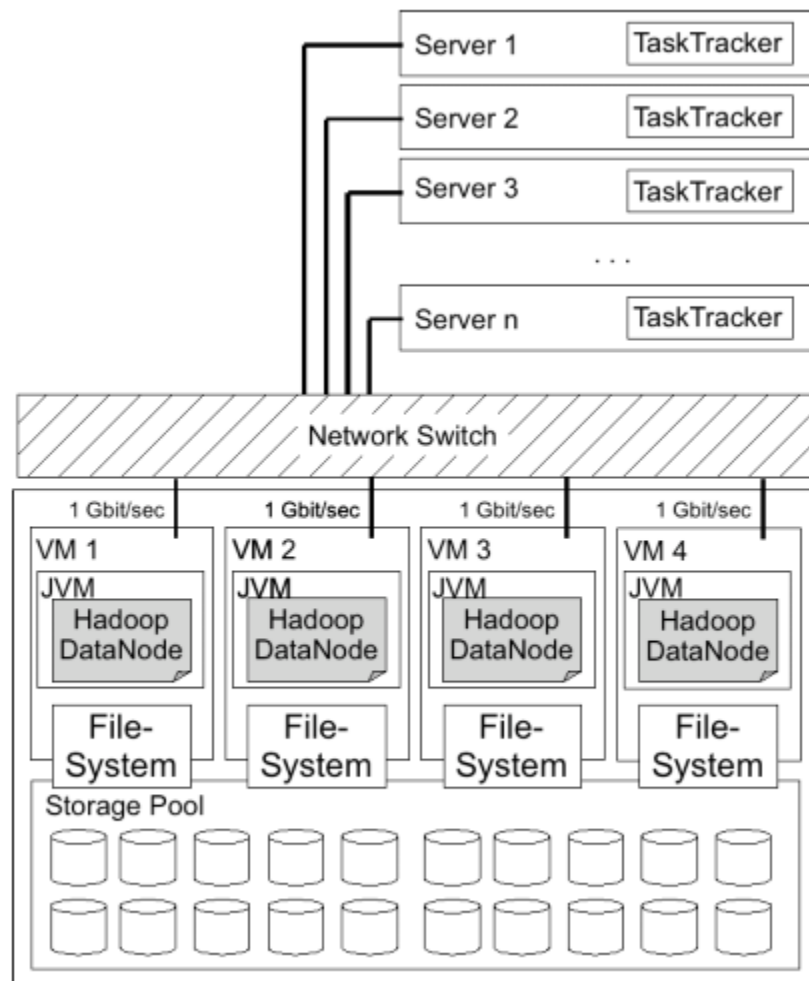 Server 1
TaskTracker
Server 2
TaskTracker
Server 3
TaskTracker
. . .
Server n
TaskTracker
Network Switch
1 Gbit/sec
1 Gbit/sec
1 Gbit/sec
1 Gbit/sec
VM 1
JVM
Hadoop
DataNode
File-
System
VM 2
JVM
Hadoop
DataNode
File-
System
VM 3
JVM
Hadoop
DataNode
File-
System
VM 4
JVM
Hadoop
DataNode
File-
System
Storage Pool